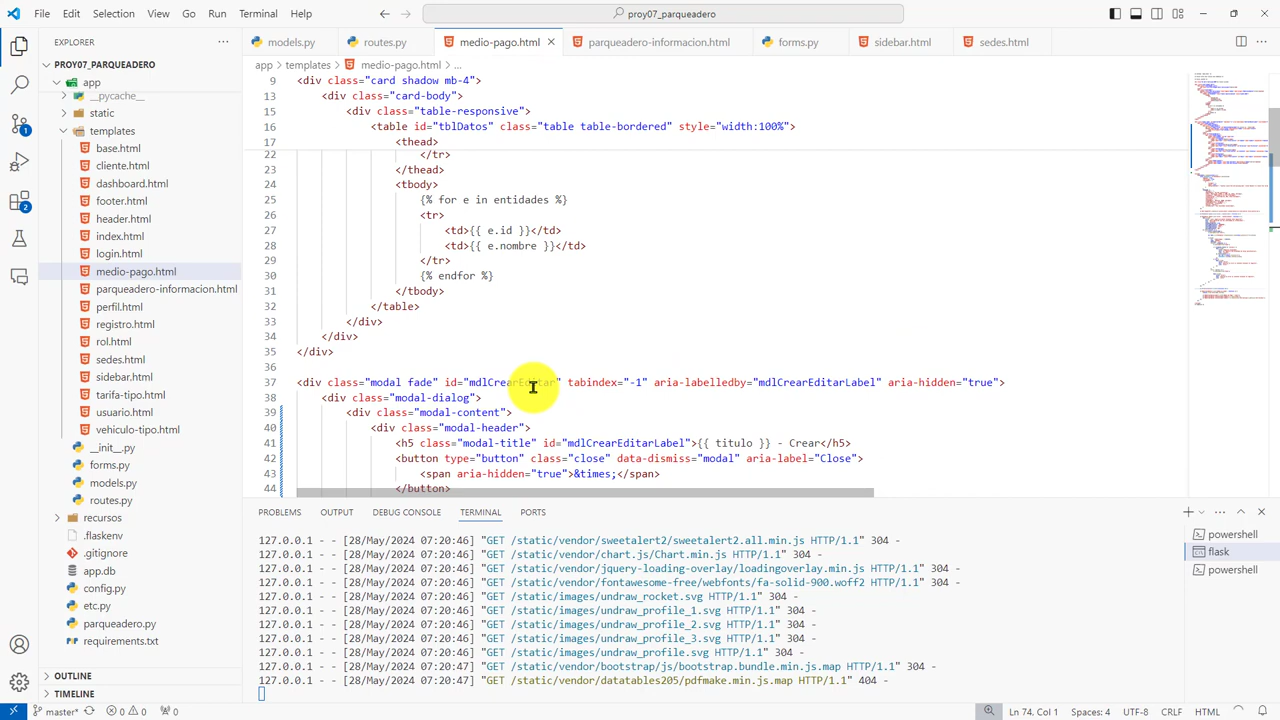 File Edit Selection View Go Run Terminal Help
proy07_parqueadero
EXPLORER
models.py routes.py medio-pago.html parqueadero-informacion.html forms.py sidebar.html sedes.html
PROY07_PARQUEADERO
app > templates > medio-pago.html > ...
app
__pycache__
static
templates
base.html
cliente.html
dashboard.html
footer.html
header.html
index.html
login.html
medio-pago.html
parqueadero-informacion.html
perfil.html
registro.html
rol.html
sedes.html
sidebar.html
tarifa-tipo.html
usuario.html
vehiculo-tipo.html
__init__.py
forms.py
models.py
routes.py
recursos
.flaskenv
.gitignore
app.db
config.py
etc.py
parqueadero.py
requirements.txt
OUTLINE
TIMELINE
9 <div class="card shadow mb-4">
13 <div class="card-body">
15 <div class="table-responsiv
16 <table id="tblDatos" class="table table-bordered" style="width:100%">
17 <thead>
22 </tr>
23 </thead>
24 <tbody>
25 {% for e in entidades %}
26 <tr>
27 <td>{{ e.id }}</td>
28 <td>{{ e.nombre }}</td>
29 </tr>
30 {% endfor %}
31 </tbody>
32 </table>
33 </div>
34 </div>
35 </div>
36
37 <div class="modal fade" id="mdlCrearEditar" tabindex="-1" aria-labelledby="mdlCrearEditarLabel" aria-hidden="true">
38 <div class="modal-dialog">
39 <div class="modal-content">
40 <div class="modal-header">
41 <h5 class="modal-title" id="mdlCrearEditarLabel">{{ titulo }} - Crear</h5>
42 <button type="button" class="close" data-dismiss="modal" aria-label="Close">
43 <span aria-hidden="true">&times;</span>
44 </button>
PROBLEMS OUTPUT DEBUG CONSOLE TERMINAL PORTS
127.0.0.1 - - [28/May/2024 07:20:46] "GET /static/vendor/sweetalert2/sweetalert2.all.min.js HTTP/1.1" 304 -
127.0.0.1 - - [28/May/2024 07:20:46] "GET /static/vendor/chart.js/Chart.min.js HTTP/1.1" 304 -
127.0.0.1 - - [28/May/2024 07:20:46] "GET /static/vendor/jquery-loading-overlay/loadingoverlay.min.js HTTP/1.1" 304 -
127.0.0.1 - - [28/May/2024 07:20:46] "GET /static/vendor/fontawesome-free/webfonts/fa-solid-900.woff2 HTTP/1.1" 304 -
127.0.0.1 - - [28/May/2024 07:20:46] "GET /static/images/undraw_rocket.svg HTTP/1.1" 304 -
127.0.0.1 - - [28/May/2024 07:20:46] "GET /static/images/undraw_profile_1.svg HTTP/1.1" 304 -
127.0.0.1 - - [28/May/2024 07:20:46] "GET /static/images/undraw_profile_2.svg HTTP/1.1" 304 -
127.0.0.1 - - [28/May/2024 07:20:46] "GET /static/images/undraw_profile_3.svg HTTP/1.1" 304 -
127.0.0.1 - - [28/May/2024 07:20:46] "GET /static/images/undraw_profile.svg HTTP/1.1" 304 -
127.0.0.1 - - [28/May/2024 07:20:47] "GET /static/vendor/bootstrap/js/bootstrap.bundle.min.js.map HTTP/1.1" 304 -
127.0.0.1 - - [28/May/2024 07:20:47] "GET /static/vendor/datatables205/pdfmake.min.js.map HTTP/1.1" 404 -
powershell
flask
powershell
master* 0 0 0 Ln 74, Col 1 Spaces: 4 UTF-8 CRLF HTML